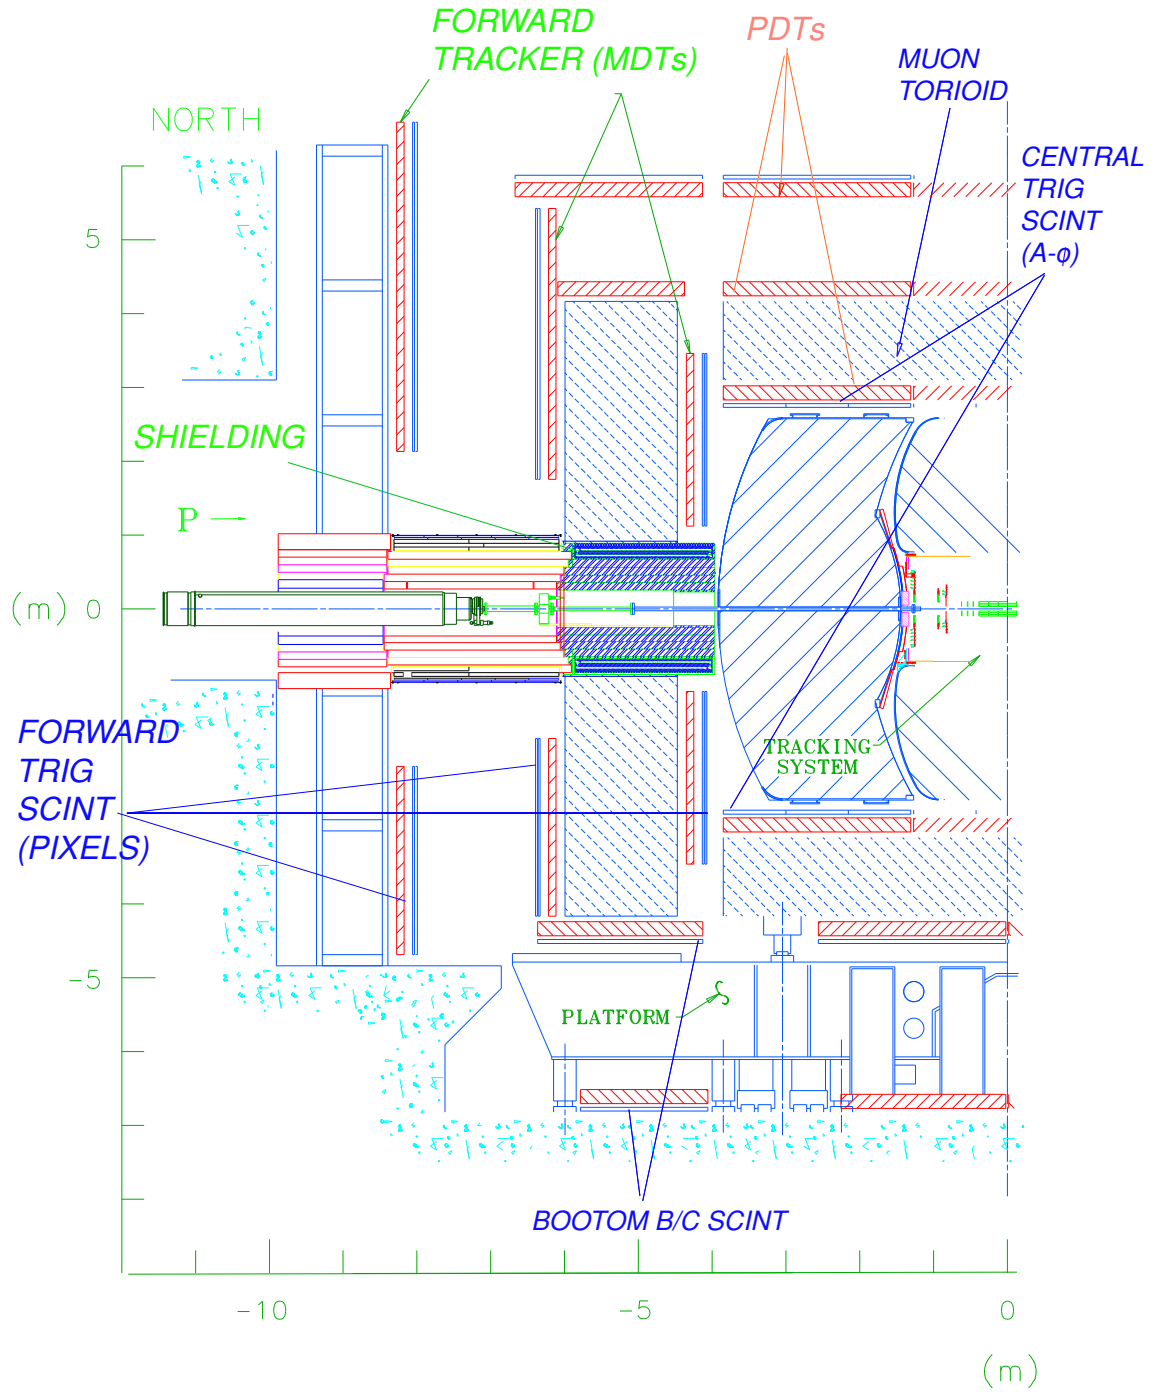 FORWARD
TRACKER (MDTs)
PDTs
MUON
TORIOID
NORTH
CENTRAL
TRIG
SCINT
(A-φ)
5
SHIELDING
P
(m) 0
FORWARD
TRIG
SCINT
(PIXELS)
TRACKING
SYSTEM
-5
PLATFORM
BOOTOM B/C SCINT
-10 -5 0
(m)